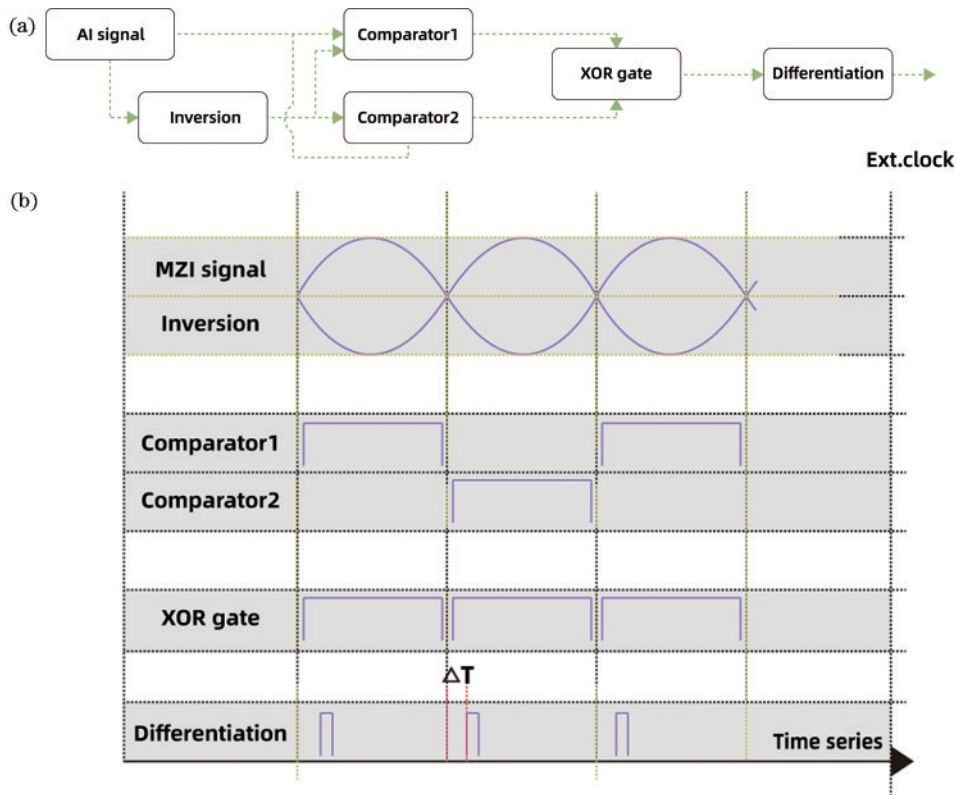 (a)
AI signal
Comparator1
XOR gate
Differentiation
Inversion
Comparator2
Ext.clock
(b)
MZI signal
Inversion
Comparator1
Comparator2
XOR gate
△T
Differentiation
Time series